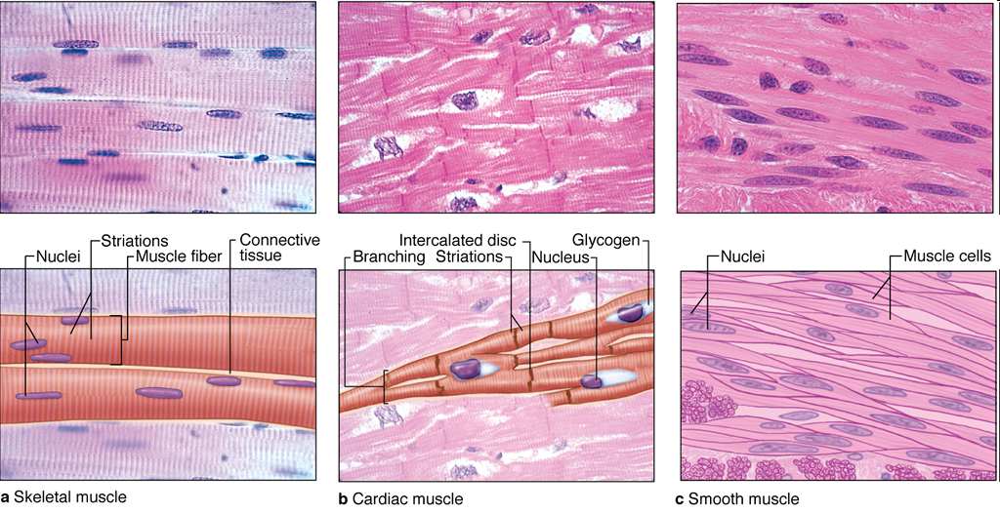 Nuclei
Striations
Muscle fiber
Connective
tissue
Branching
Intercalated disc
Striations
Nucleus
Glycogen
Nuclei
Muscle cells
a Skeletal muscle
b Cardiac muscle
c Smooth muscle